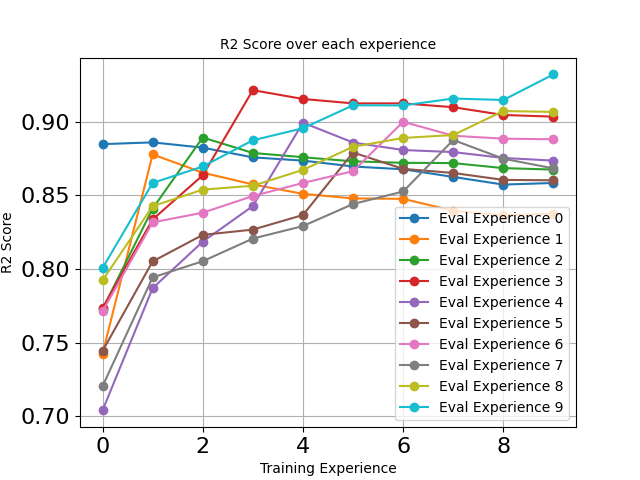 R2 Score over each experience
R2 Score
0.90
0.85
0.80
0.75
0.70
0
2
4
6
8
Training Experience
Eval Experience 0
Eval Experience 1
Eval Experience 2
Eval Experience 3
Eval Experience 4
Eval Experience 5
Eval Experience 6
Eval Experience 7
Eval Experience 8
Eval Experience 9